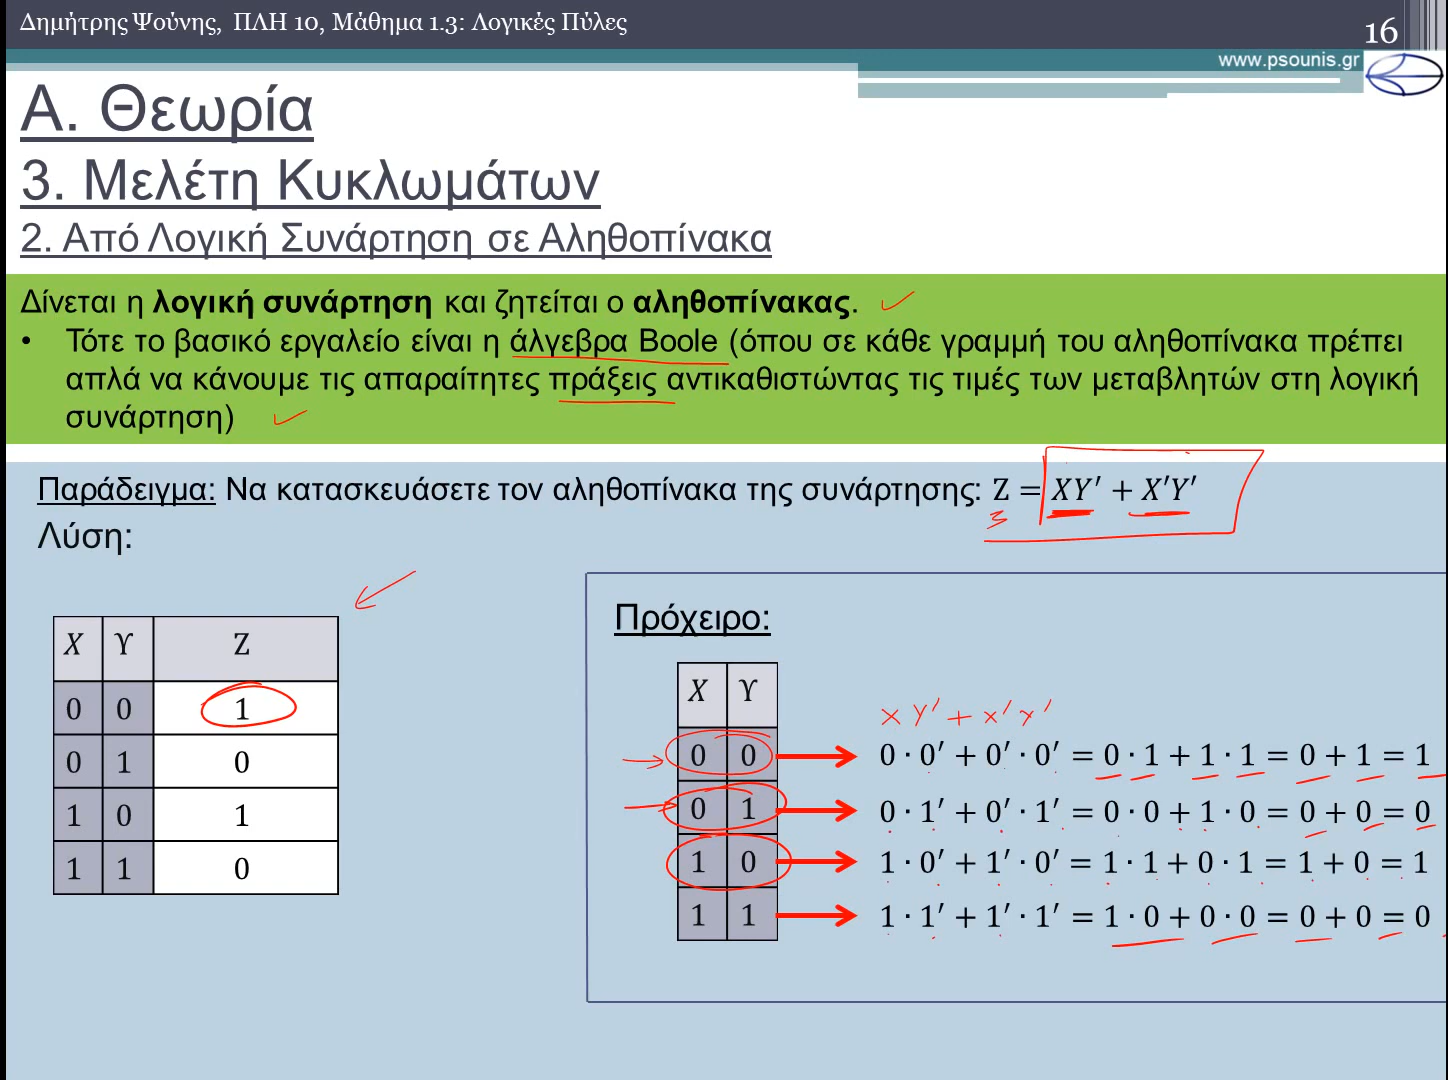 Δημήτρης Ψούνης, ΠΛΗ 10, Μάθημα 1.3: Λογικές Πύλες
16
www.psounis.gr
Α. Θεωρία
3. Μελέτη Κυκλωμάτων
2. Από Λογική Συνάρτηση σε Αληθοπίνακα
Δίνεται η λογική συνάρτηση και ζητείται ο αληθοπίνακας.
• Τότε το βασικό εργαλείο είναι η άλγεβρα Boole (όπου σε κάθε γραμμή του αληθοπίνακα πρέπει
απλά να κάνουμε τις απαραίτητες πράξεις αντικαθιστώντας τις τιμές των μεταβλητών στη λογική
συνάρτηση)
Παράδειγμα: Να κατασκευάσετε τον αληθοπίνακα της συνάρτησης: Z = XY′ + X′Y′
Λύση:
X Υ Z
0 0 1
0 1 0
1 0 1
1 1 0
Πρόχειρο:
X Υ
x y′ + x′ y′
0 0 0 · 0′ + 0′ · 0′ = 0 · 1 + 1 · 1 = 0 + 1 = 1
0 1 0 · 1′ + 0′ · 1′ = 0 · 0 + 1 · 0 = 0 + 0 = 0
1 0 1 · 0′ + 1′ · 0′ = 1 · 1 + 0 · 1 = 1 + 0 = 1
1 1 1 · 1′ + 1′ · 1′ = 1 · 0 + 0 · 0 = 0 + 0 = 0